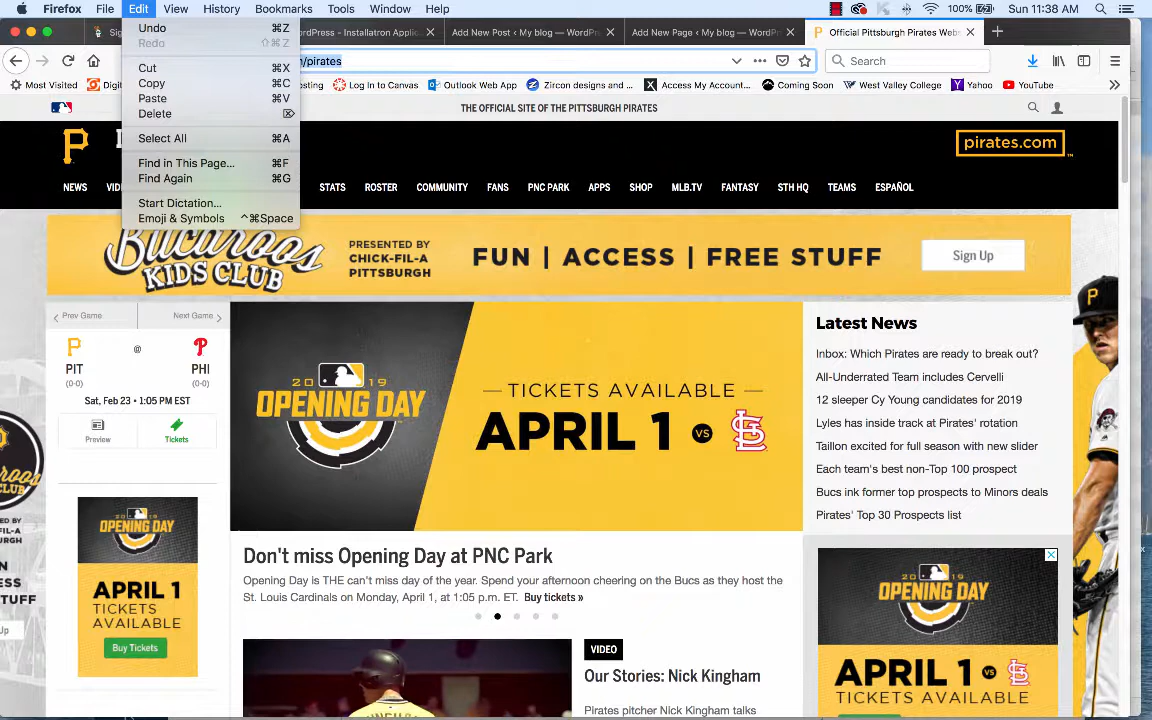 Firefox File Edit View History Bookmarks Tools Window Help
100% Sun 11:38 AM
Undo ⌘Z
Redo ⇧⌘Z
Cut ⌘X
Copy ⌘C
Paste ⌘V
Delete ⌦
Select All ⌘A
Find in This Page... ⌘F
Find Again ⌘G
Start Dictation...
Emoji & Symbols ^⌘Space
Add New Post ‹ My blog — WordPr
Add New Page ‹ My blog — WordPr
Official Pittsburgh Pirates Webs
/pirates
Search
Most Visited
Log In to Canvas
Outlook Web App
Zircon designs and...
Access My Account...
Coming Soon
West Valley College
Yahoo
YouTube
THE OFFICIAL SITE OF THE PITTSBURGH PIRATES
P
pirates.com™
NEWS
STATS
ROSTER
COMMUNITY
FANS
PNC PARK
APPS
SHOP
MLB.TV
FANTASY
STH HQ
TEAMS
ESPAÑOL
Bucaroos
KIDS CLUB
PRESENTED BY
CHICK-FIL-A
PITTSBURGH
FUN | ACCESS | FREE STUFF
Sign Up
Prev Game
Next Game
P @ P
PIT PHI
(0-0) (0-0)
Sat, Feb 23 • 1:05 PM EST
Preview
Tickets
2019
OPENING DAY
TICKETS AVAILABLE
APRIL 1 VS
Latest News
Inbox: Which Pirates are ready to break out?
All-Underrated Team includes Cervelli
12 sleeper Cy Young candidates for 2019
Lyles has inside track at Pirates' rotation
Taillon excited for full season with new slider
Each team's best non-Top 100 prospect
Bucs ink former top prospects to Minors deals
Pirates' Top 30 Prospects list
2019
OPENING DAY
APRIL 1
TICKETS
AVAILABLE
Buy Tickets
Don't miss Opening Day at PNC Park
Opening Day is THE can't miss day of the year. Spend your afternoon cheering on the Bucs as they host the
St. Louis Cardinals on Monday, April 1, at 1:05 p.m. ET. Buy tickets »
VIDEO
Our Stories: Nick Kingham
Pirates pitcher Nick Kingham talks
2019
OPENING DAY
APRIL 1 VS
TICKETS AVAILABLE